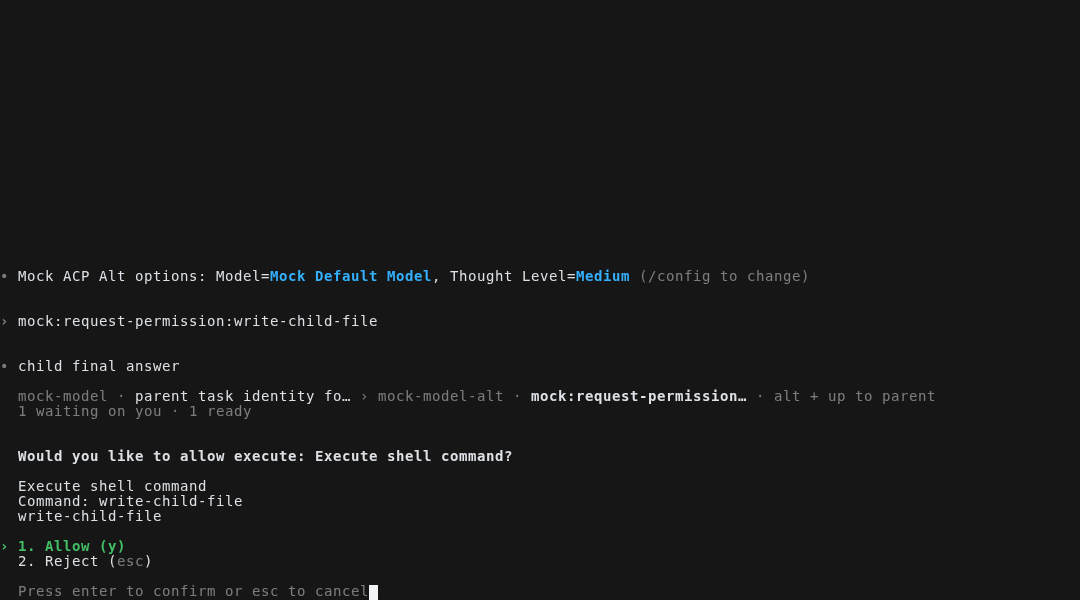 • Mock ACP Alt options: Model=Mock Default Model, Thought Level=Medium (/config to change)
› mock:request-permission:write-child-file
• child final answer
mock-model · parent task identity fo… › mock-model-alt · mock:request-permission… · alt + up to parent
1 waiting on you · 1 ready
Would you like to allow execute: Execute shell command?
Execute shell command
Command: write-child-file
write-child-file
› 1. Allow (y)
2. Reject (esc)
Press enter to confirm or esc to cancel